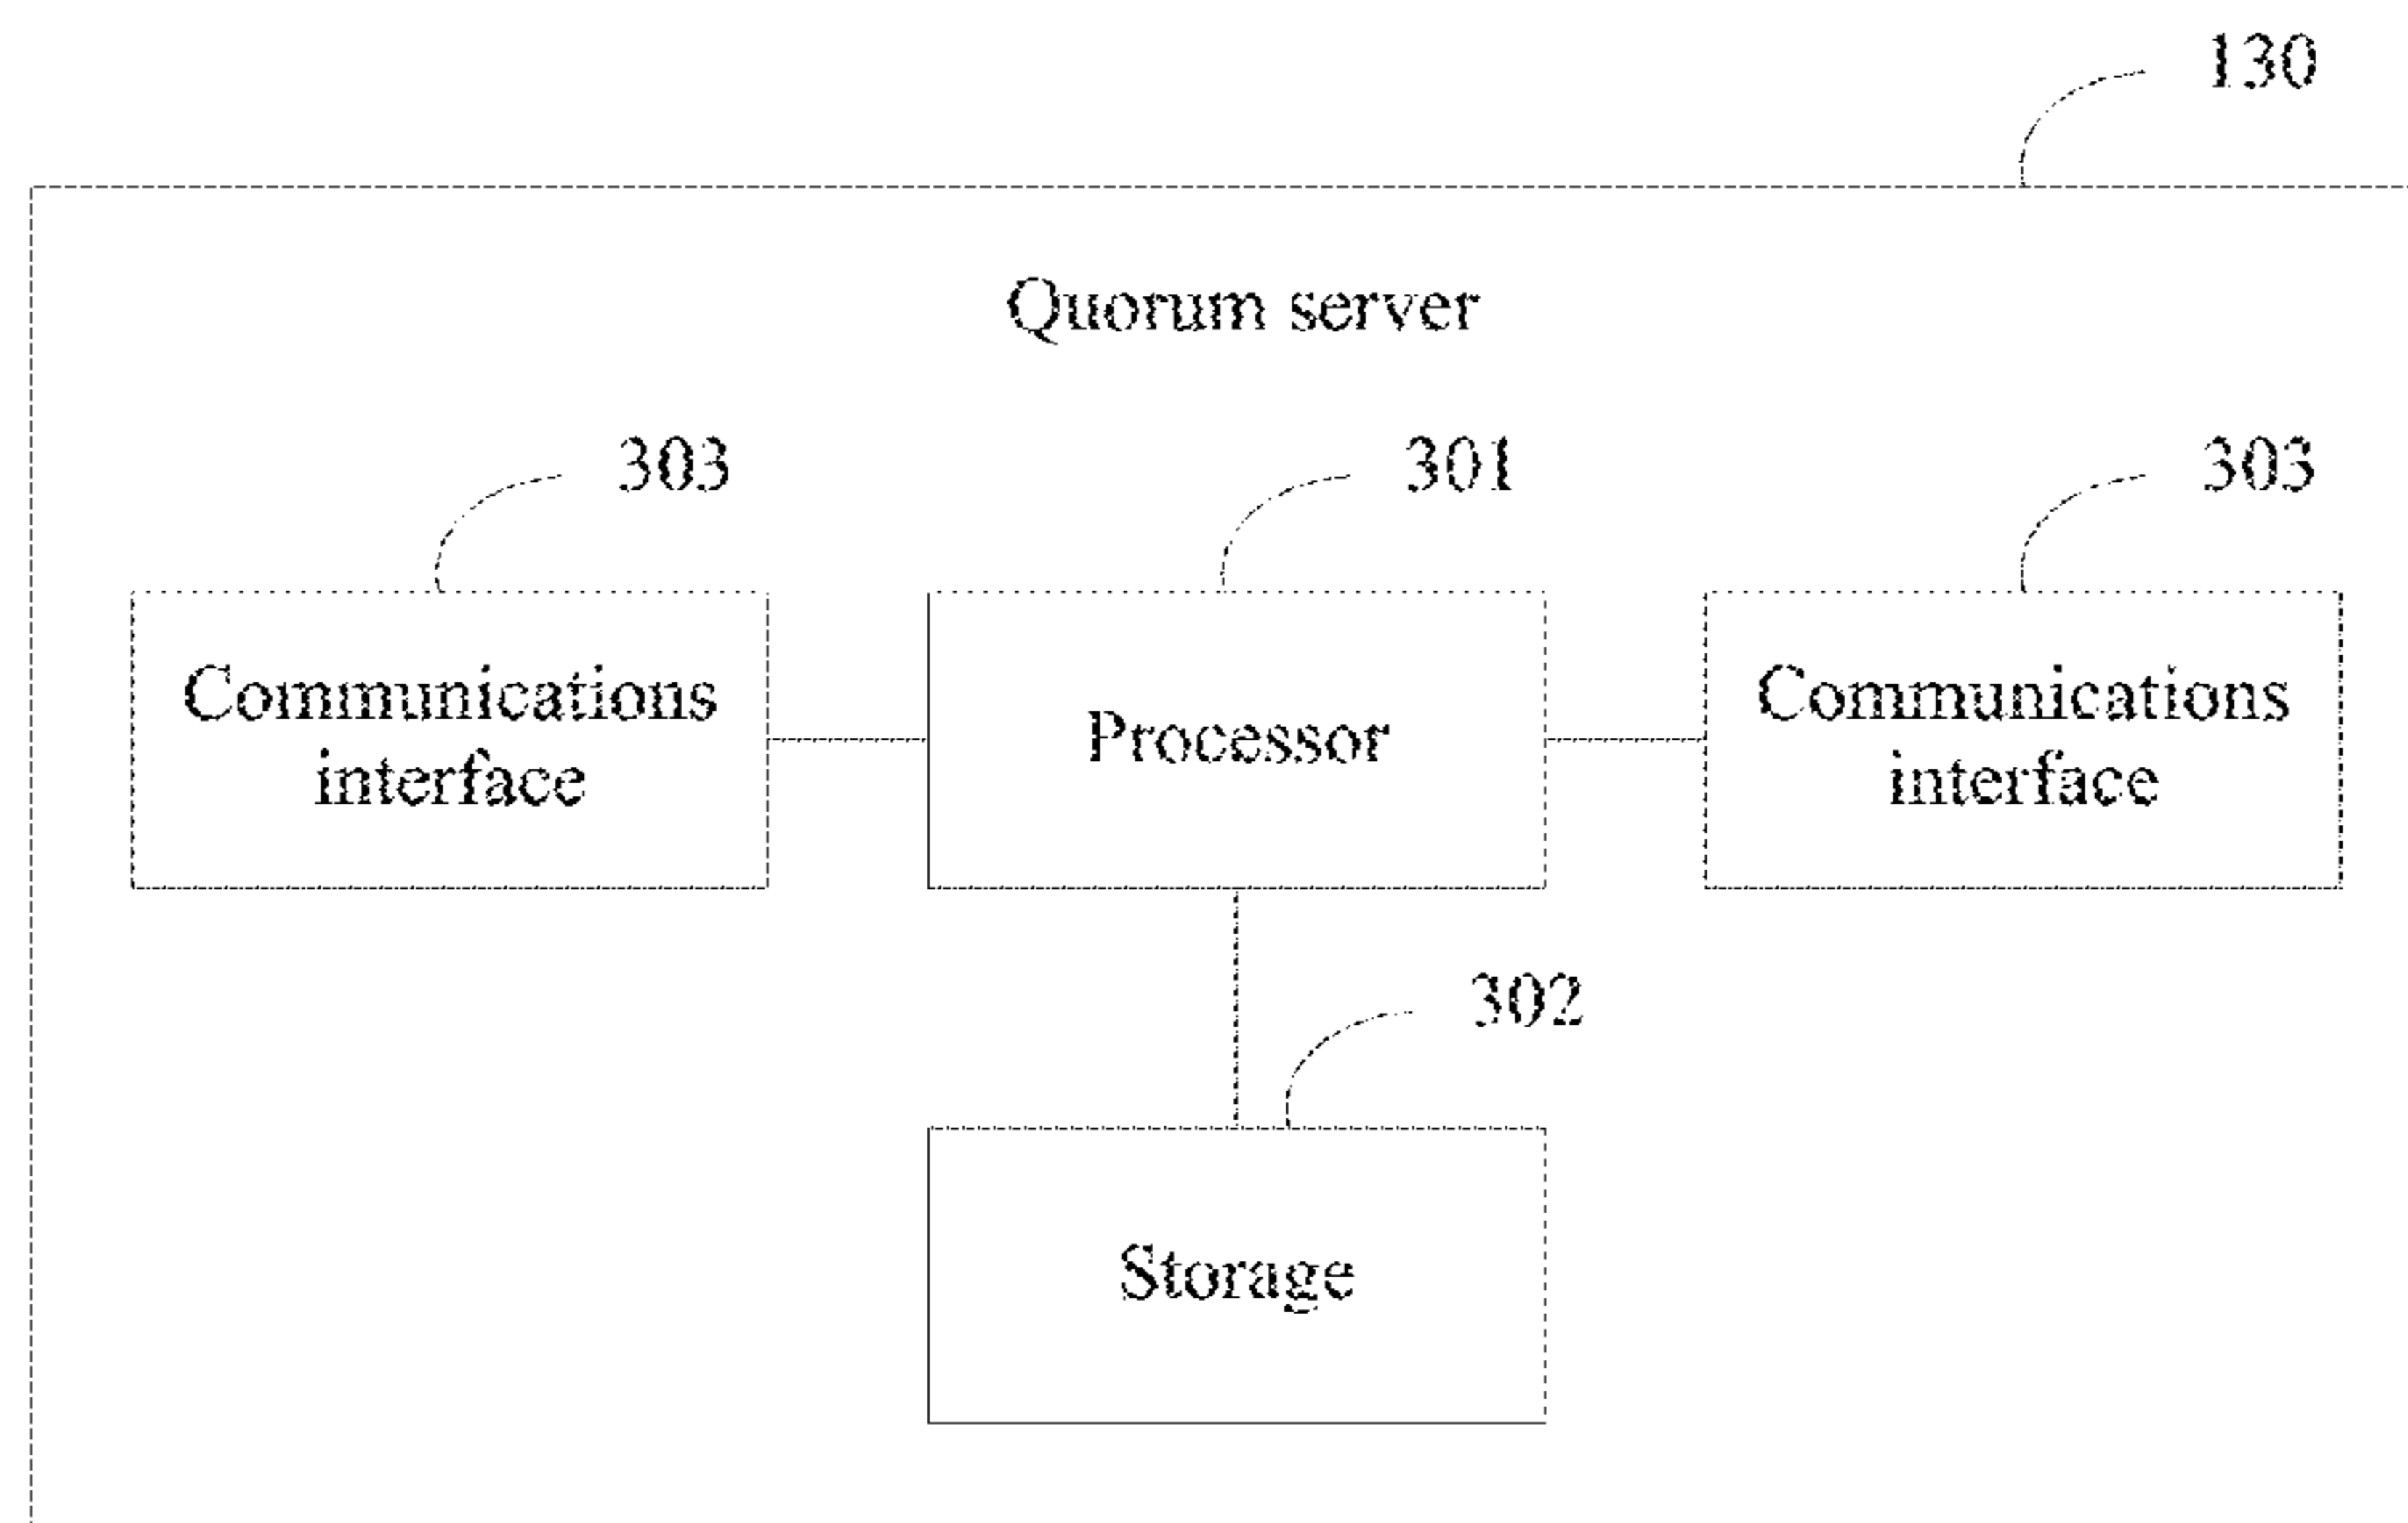 130
Quorum server
303
301
303
Communications
interface
Processor
Communications
interface
302
Storage